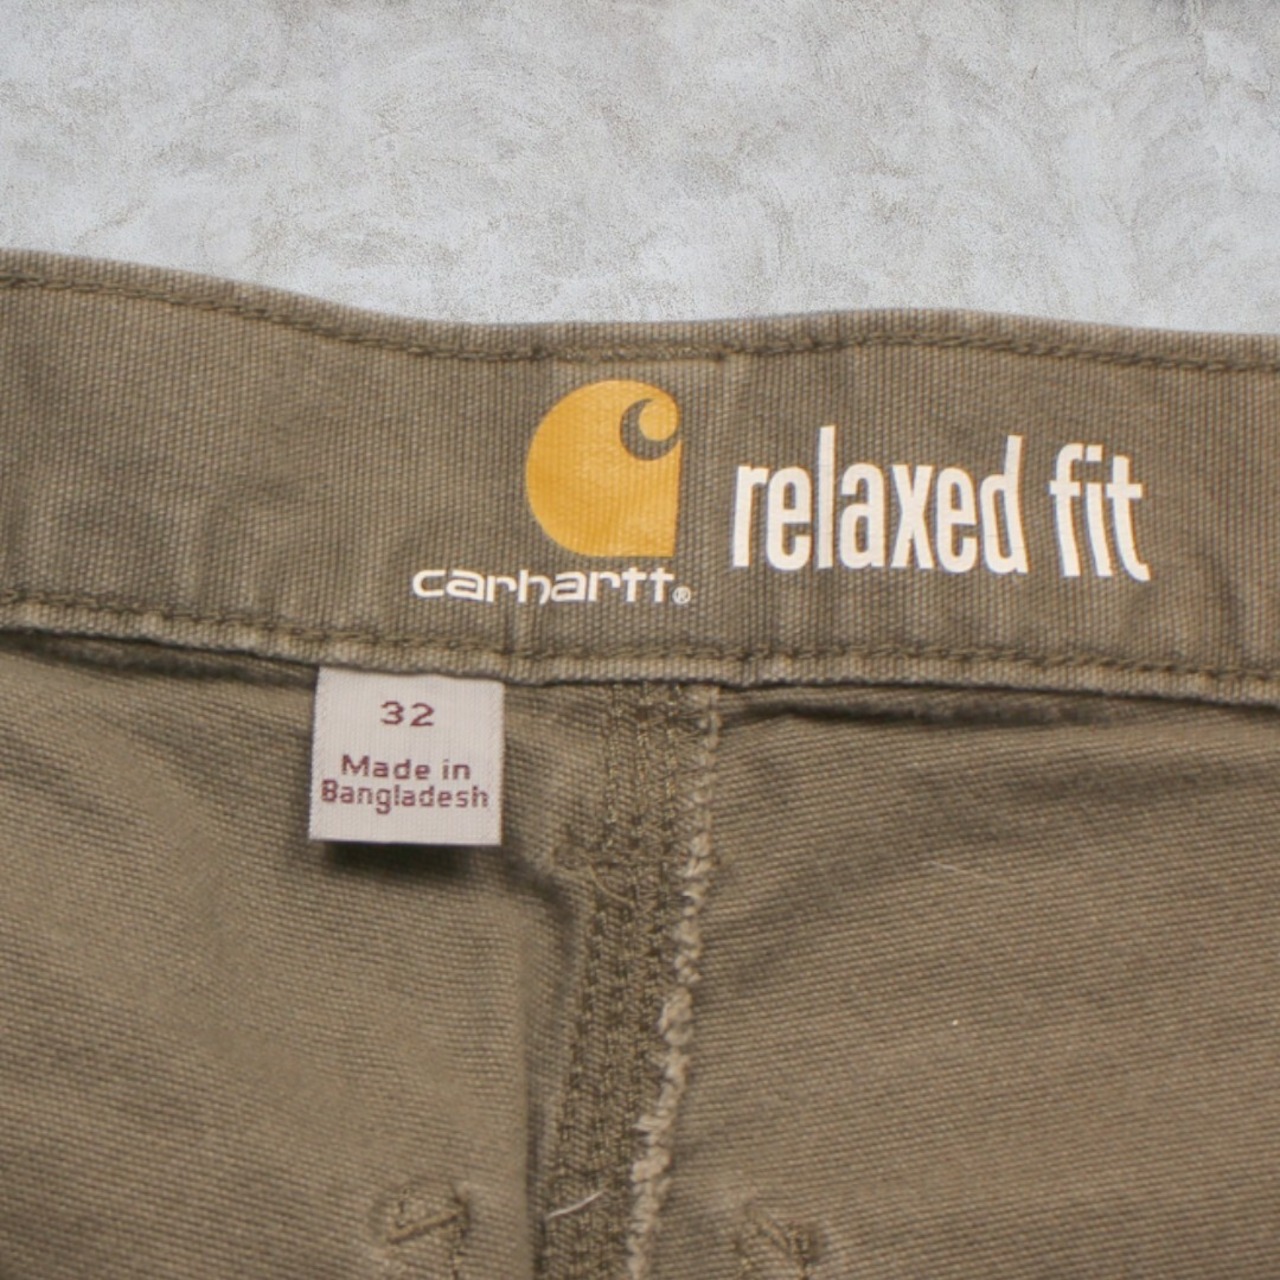 relaxed fit
carhartt®
32
Made in
Bangladesh